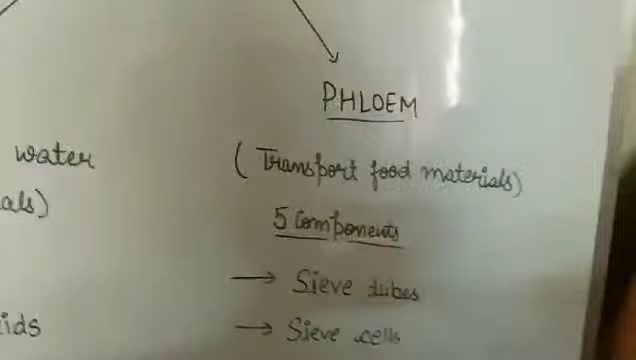 PHLOEM
water
(Transport food materials)
als)
5 Components
→ Sieve tubes
ids
→ Sieve cells